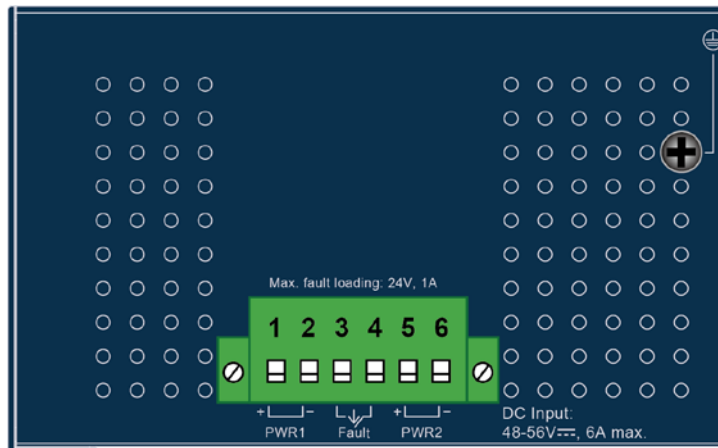 Max. fault loading: 24V, 1A
1 2 3 4 5 6
+ − + −
PWR1 Fault PWR2
DC Input:
48-56V⎓, 6A max.